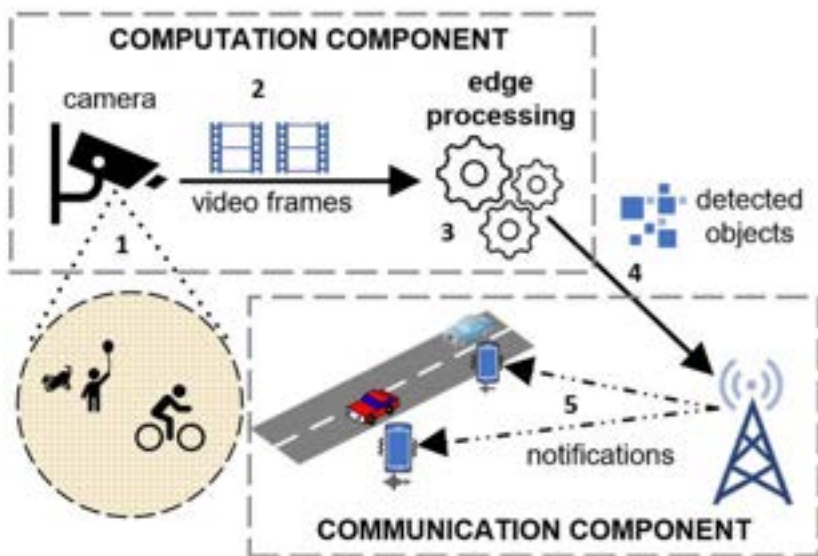 COMPUTATION COMPONENT
camera
2
edge
processing
video frames
1
3
detected
objects
4
5
notifications
COMMUNICATION COMPONENT